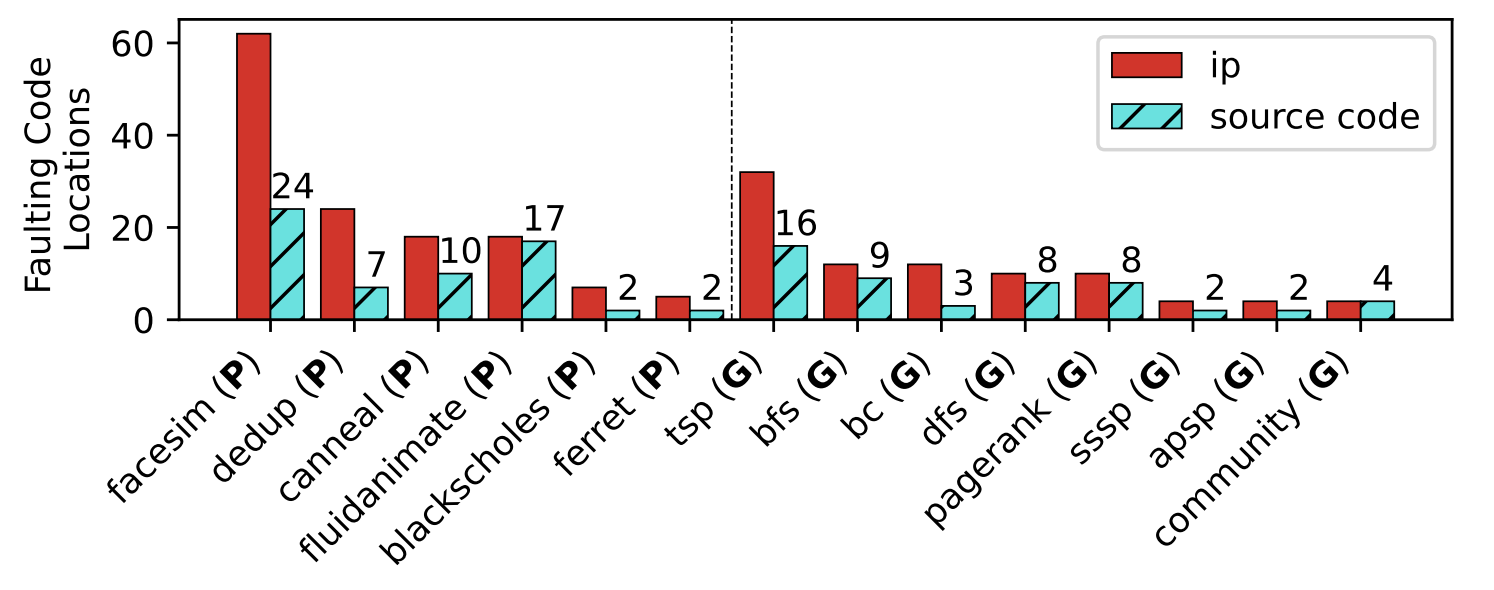 Faulting Code
Locations
60
40
20
0
24
7
10
17
2
2
16
9
3
8
8
2
2
4
ip
source code
facesim (P)
dedup (P)
canneal (P)
fluidanimate (P)
blackscholes (P)
ferret (P)
tsp (G)
bfs (G)
bc (G)
dfs (G)
pagerank (G)
sssp (G)
apsp (G)
community (G)